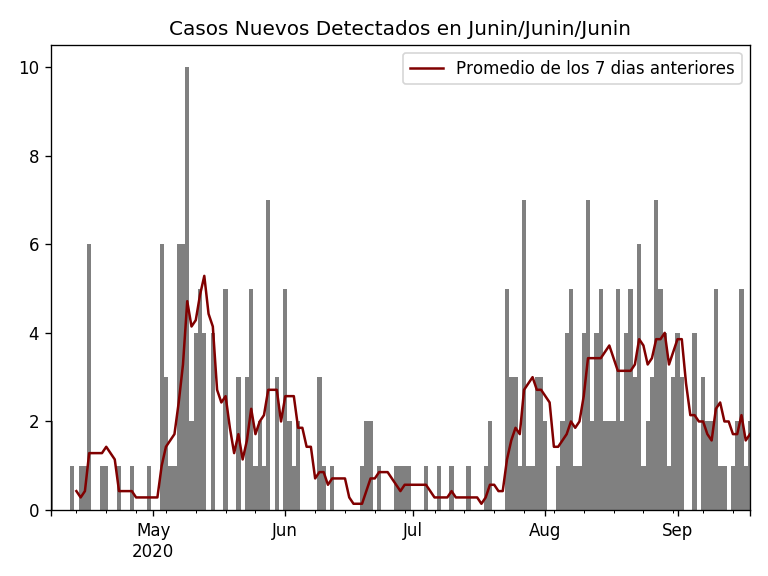 Casos Nuevos Detectados en Junin/Junin/Junin
Promedio de los 7 dias anteriores
10
8
6
4
2
0
May
2020
Jun
Jul
Aug
Sep